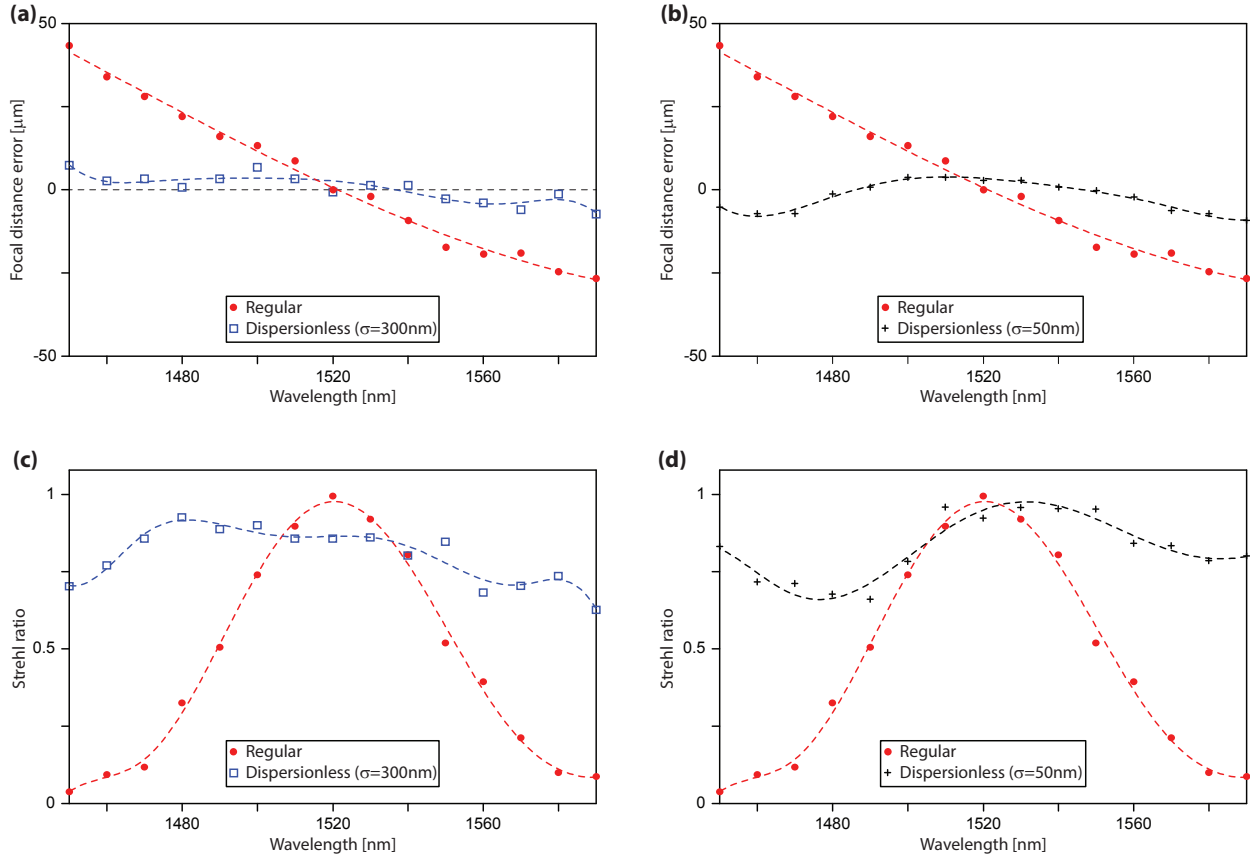 (a)
50
0
-50
Focal distance error [μm]
Regular
Dispersionless (σ=300nm)
1480
1520
1560
Wavelength [nm]
(b)
50
0
-50
Focal distance error [μm]
Regular
Dispersionless (σ=50nm)
1480
1520
1560
Wavelength [nm]
(c)
1
0.5
0
Strehl ratio
Regular
Dispersionless (σ=300nm)
1480
1520
1560
Wavelength [nm]
(d)
1
0.5
0
Strehl ratio
Regular
Dispersionless (σ=50nm)
1480
1520
1560
Wavelength [nm]